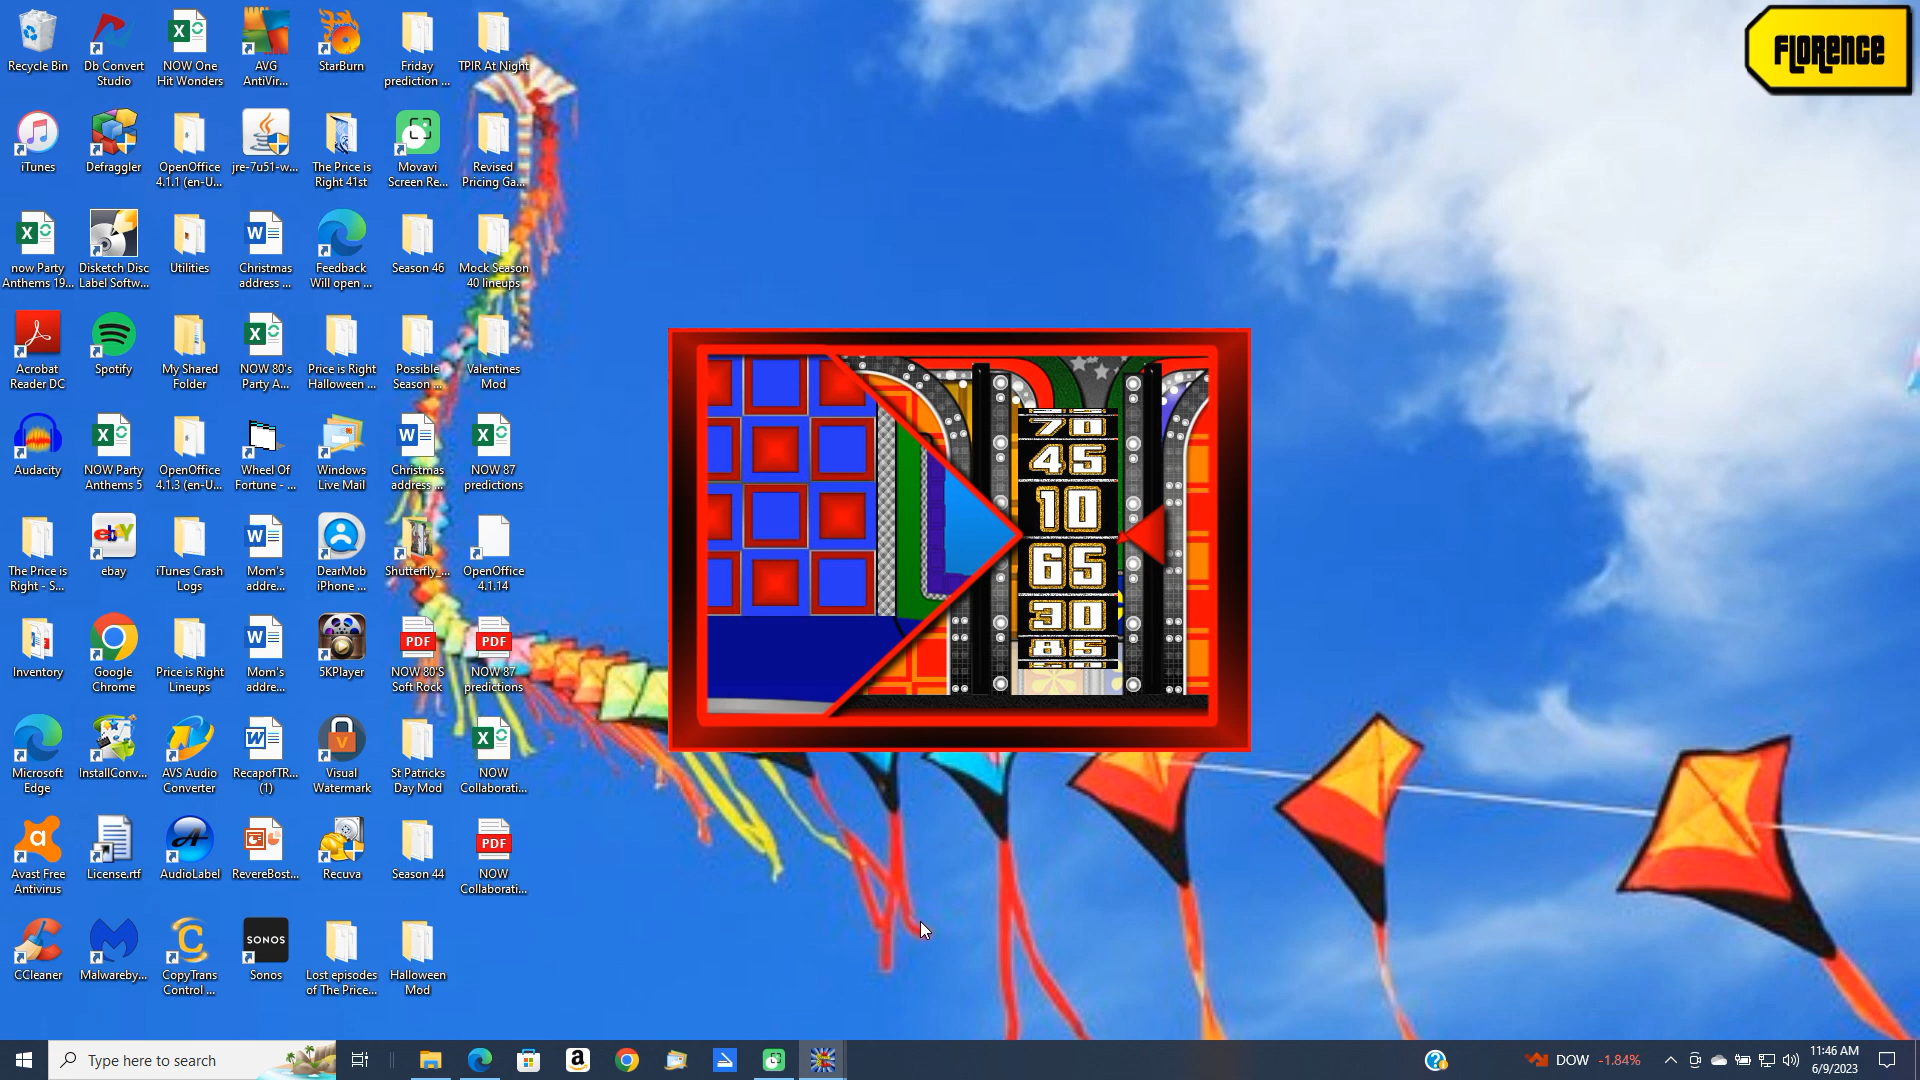 Recycle Bin
Db Convert
Studio
NOW One
Hit Wonders
AVG
AntiVir...
StarBurn
Friday
prediction ...
TPIR At Night
FLORENCE
iTunes
Defraggler
OpenOffice
4.1.1 (en-U...
jre-7u51-w...
The Price is
Right 41st
Movavi
Screen Re...
Revised
Pricing Ga...
now Party
Anthems 19...
Disketch Disc
Label Softw...
Utilities
Christmas
address ...
Feedback
Will open ...
Season 46
Mock Season
40 lineups
Acrobat
Reader DC
Spotify
My Shared
Folder
NOW 80's
Party A...
Price is Right
Halloween ...
Possible
Season ...
Valentines
Mod
Audacity
NOW Party
Anthems 5
OpenOffice
4.1.3 (en-U...
Wheel Of
Fortune - ...
Windows
Live Mail
Christmas
address ...
NOW 87
predictions
The Price is
Right - S...
ebay
ebay
iTunes Crash
Logs
Mom's
addre...
DearMob
iPhone ...
Shutterfly_...
OpenOffice
4.1.14
Inventory
Google
Chrome
Price is Right
Lineups
Mom's
addre...
5KPlayer
PDF
NOW 80'S
Soft Rock
PDF
NOW 87
predictions
Microsoft
Edge
InstallConv...
AVS Audio
Converter
RecapofTR...
(1)
Visual
Watermark
St Patricks
Day Mod
NOW
Collaborati...
Avast Free
Antivirus
License.rtf
AudioLabel
RevereBost...
Recuva
Season 44
PDF
NOW
Collaborati...
CCleaner
Malwareby...
CopyTrans
Control ...
SONOS
Sonos
Lost episodes
of The Price...
Halloween
Mod
70
45
10
65
30
85
Type here to search
DOW -1.84%
11:46 AM
6/9/2023